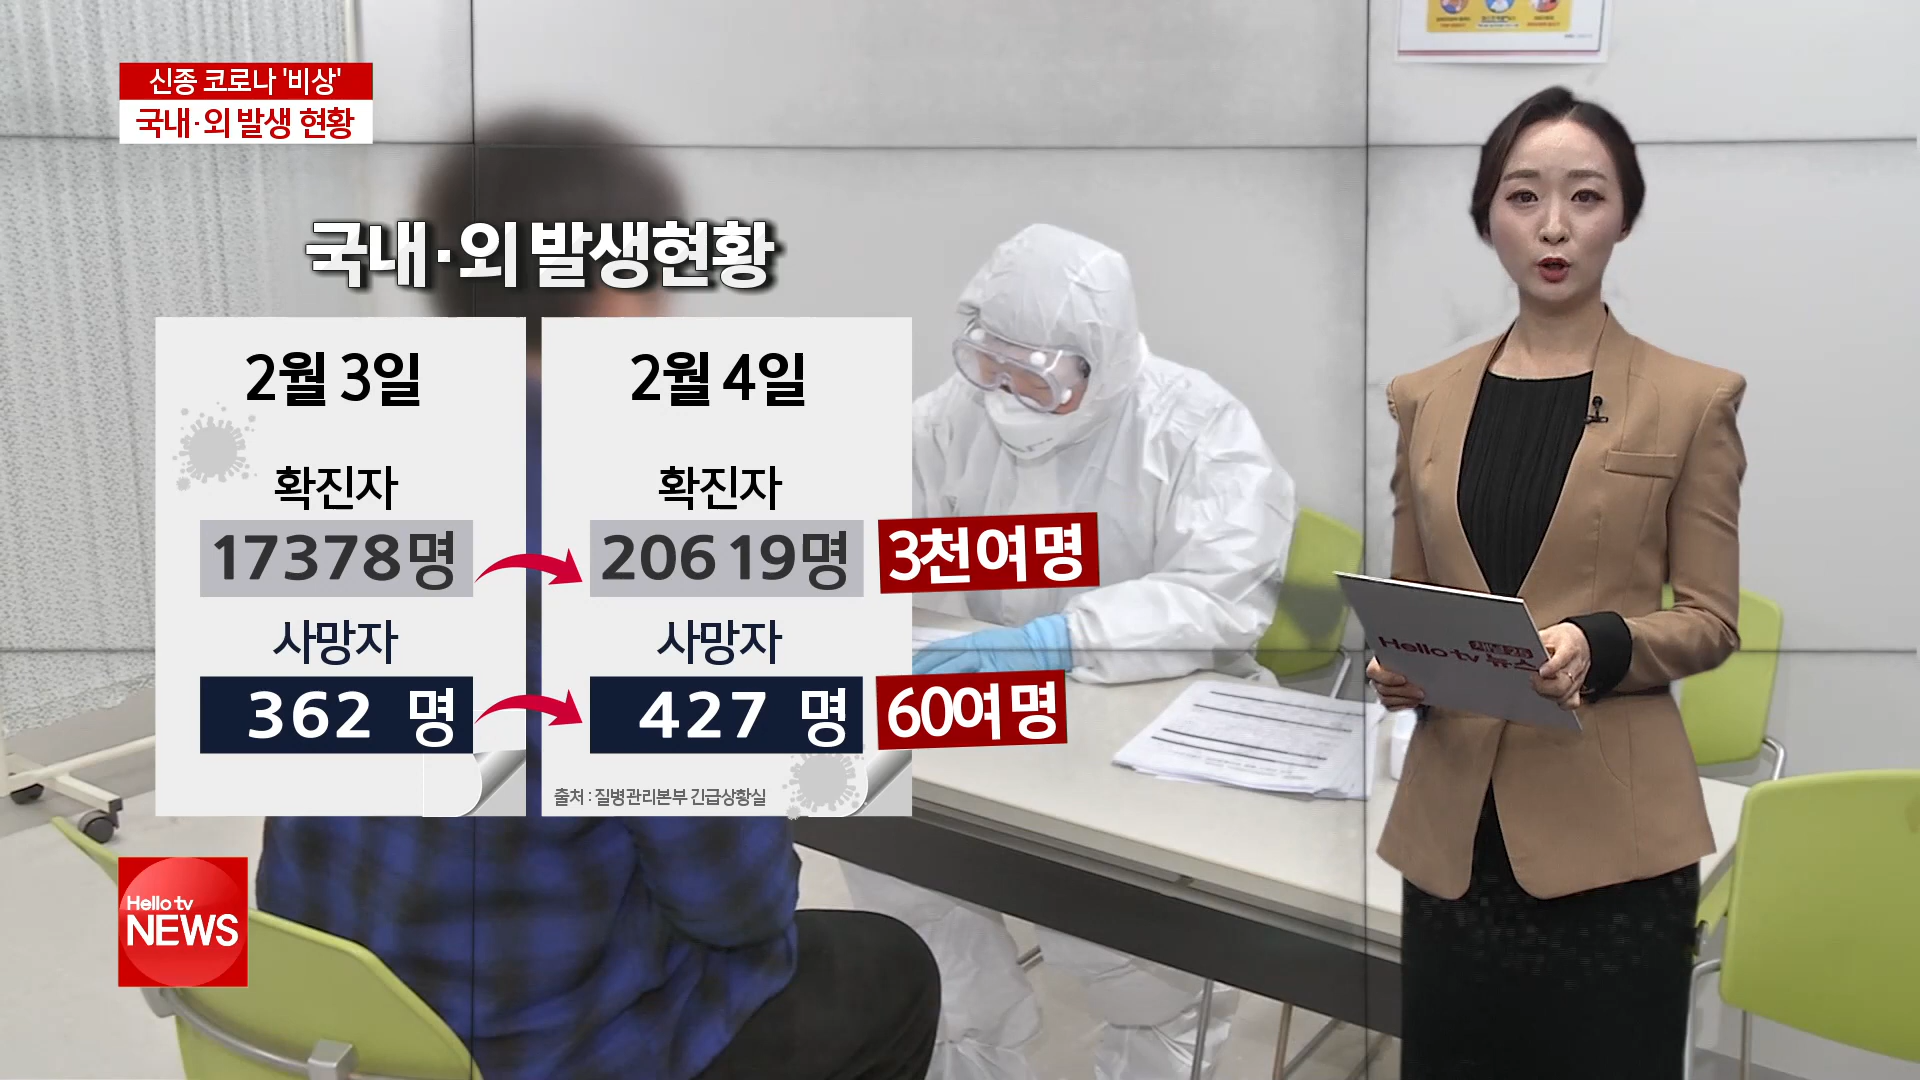 신종 코로나 '비상'
국내·외 발생 현황
국내·외 발생현황
2월 3일
확진자
17378명
사망자
362 명
2월 4일
확진자
20619명
3천여명
사망자
427 명
60여명
출처 : 질병관리본부 긴급상황실
Hello tv
NEWS
Hello tv 뉴스